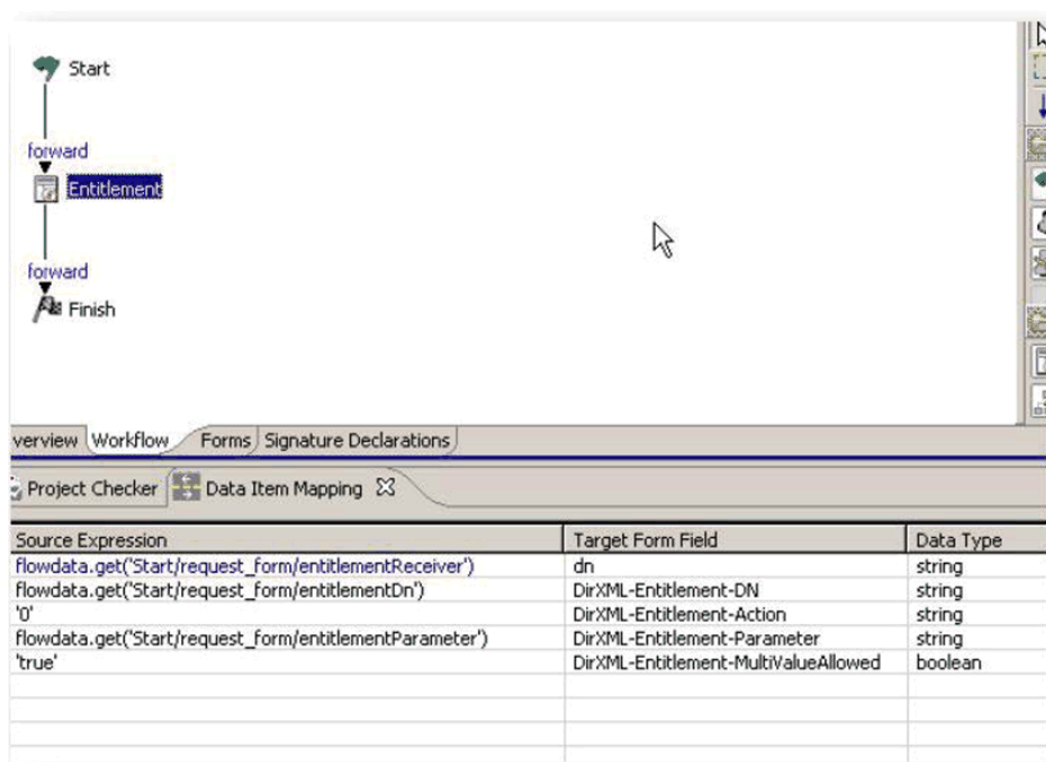 Start
forward
Entitlement
forward
Finish
verview Workflow Forms Signature Declarations
Project Checker Data Item Mapping
Source Expression Target Form Field Data Type
flowdata.get('Start/request_form/entitlementReceiver') dn string
flowdata.get('Start/request_form/entitlementDn') DirXML-Entitlement-DN string
'0' DirXML-Entitlement-Action string
flowdata.get('Start/request_form/entitlementParameter') DirXML-Entitlement-Parameter string
'true' DirXML-Entitlement-MultiValueAllowed boolean